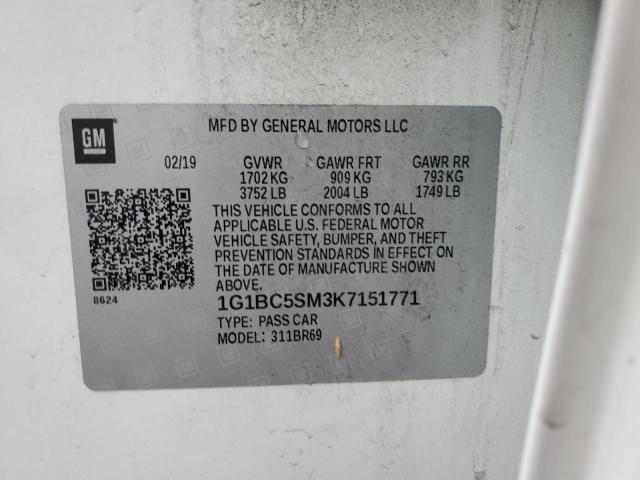 GM
MFD BY GENERAL MOTORS LLC
02/19 GVWR GAWR FRT GAWR RR
1702 KG 909 KG 793 KG
3752 LB 2004 LB 1749 LB
THIS VEHICLE CONFORMS TO ALL
APPLICABLE U.S. FEDERAL MOTOR
VEHICLE SAFETY, BUMPER, AND THEFT
PREVENTION STANDARDS IN EFFECT ON
THE DATE OF MANUFACTURE SHOWN
ABOVE.
8624
1G1BC5SM3K7151771
TYPE: PASS CAR
MODEL: 311BR69